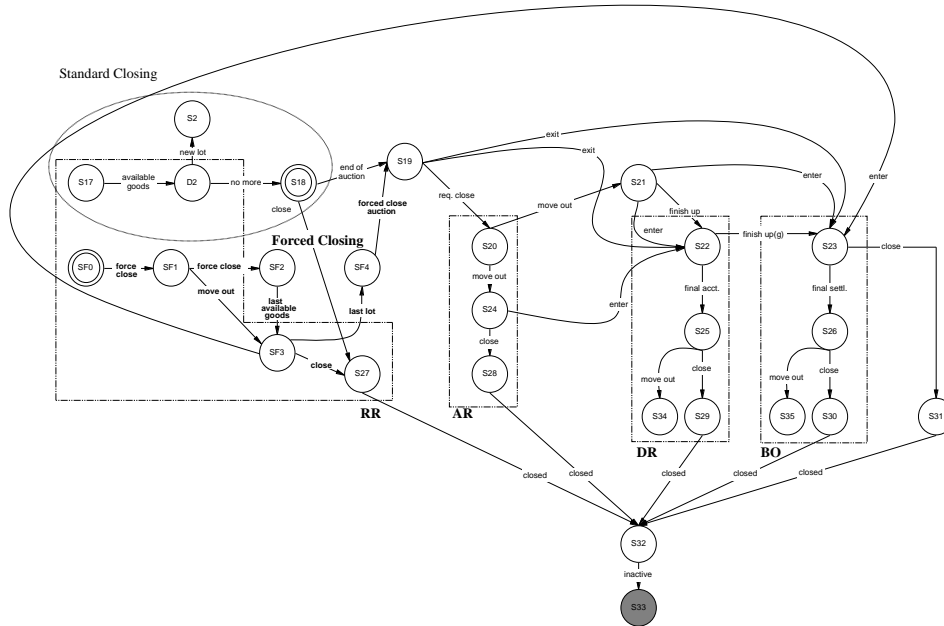 Standard Closing
S2
exit
new lot
S19
exit
S17
available
goods
D2
no more
S18
end of
auction
S21
enter
enter
close
req. close
move out
forced close
auction
finish up
Forced Closing
S20
enter
S22
finish up(g)
S23
close
SF0
force
close
SF1
force close
SF2
SF4
move out
final acct.
final settl.
move out
last
available
goods
last lot
S24
enter
S25
S26
close
SF3
close
S27
S28
move out
close
move out
close
RR
AR
S34
S29
S35
S30
S31
DR
BO
closed
closed
closed
closed
closed
S32
inactive
S33